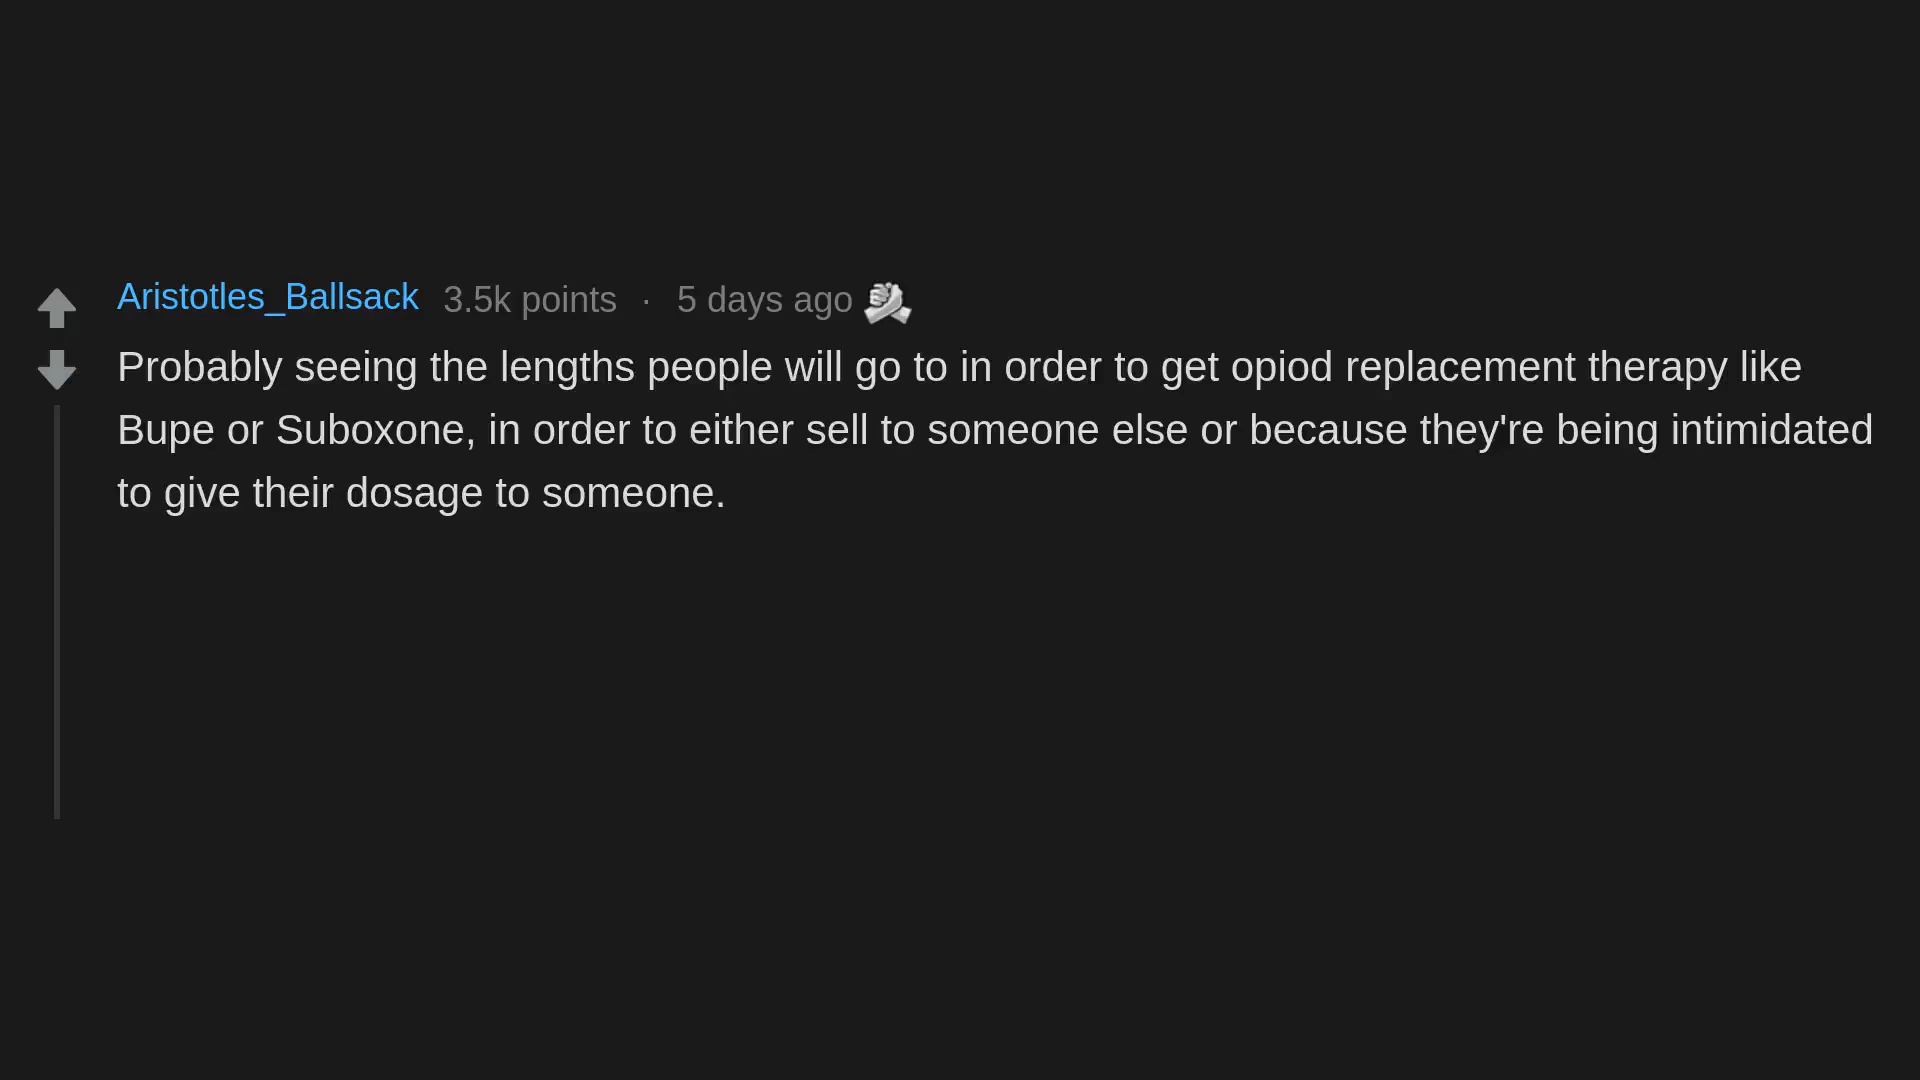 Aristotles_Ballsack 3.5k points · 5 days ago
Probably seeing the lengths people will go to in order to get opiod replacement therapy like
Bupe or Suboxone, in order to either sell to someone else or because they're being intimidated
to give their dosage to someone.